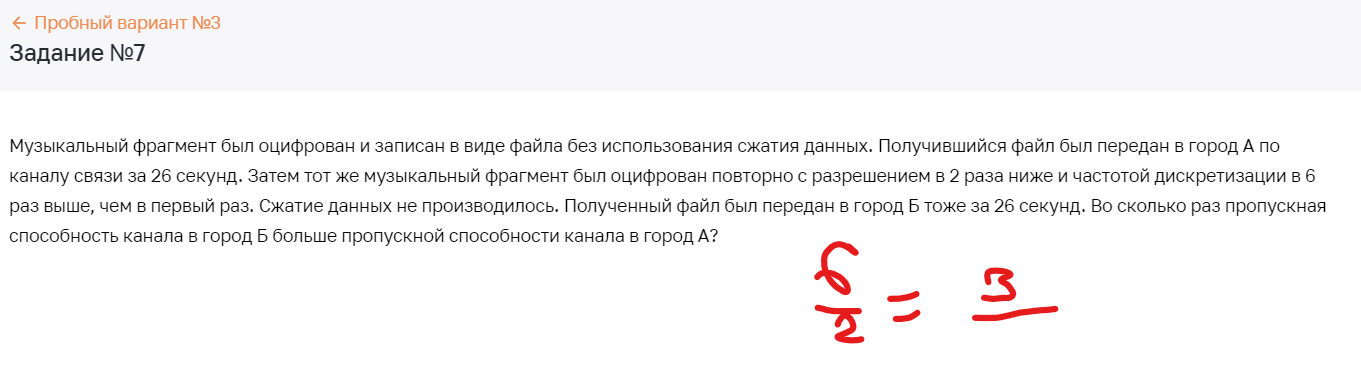 ← Пробный вариант №3
Задание №7
Музыкальный фрагмент был оцифрован и записан в виде файла без использования сжатия данных. Получившийся файл был передан в город А по
каналу связи за 26 секунд. Затем тот же музыкальный фрагмент был оцифрован повторно с разрешением в 2 раза ниже и частотой дискретизации в 6
раз выше, чем в первый раз. Сжатие данных не производилось. Полученный файл был передан в город Б тоже за 26 секунд. Во сколько раз пропускная
способность канала в город Б больше пропускной способности канала в город А?
6/2 = 3